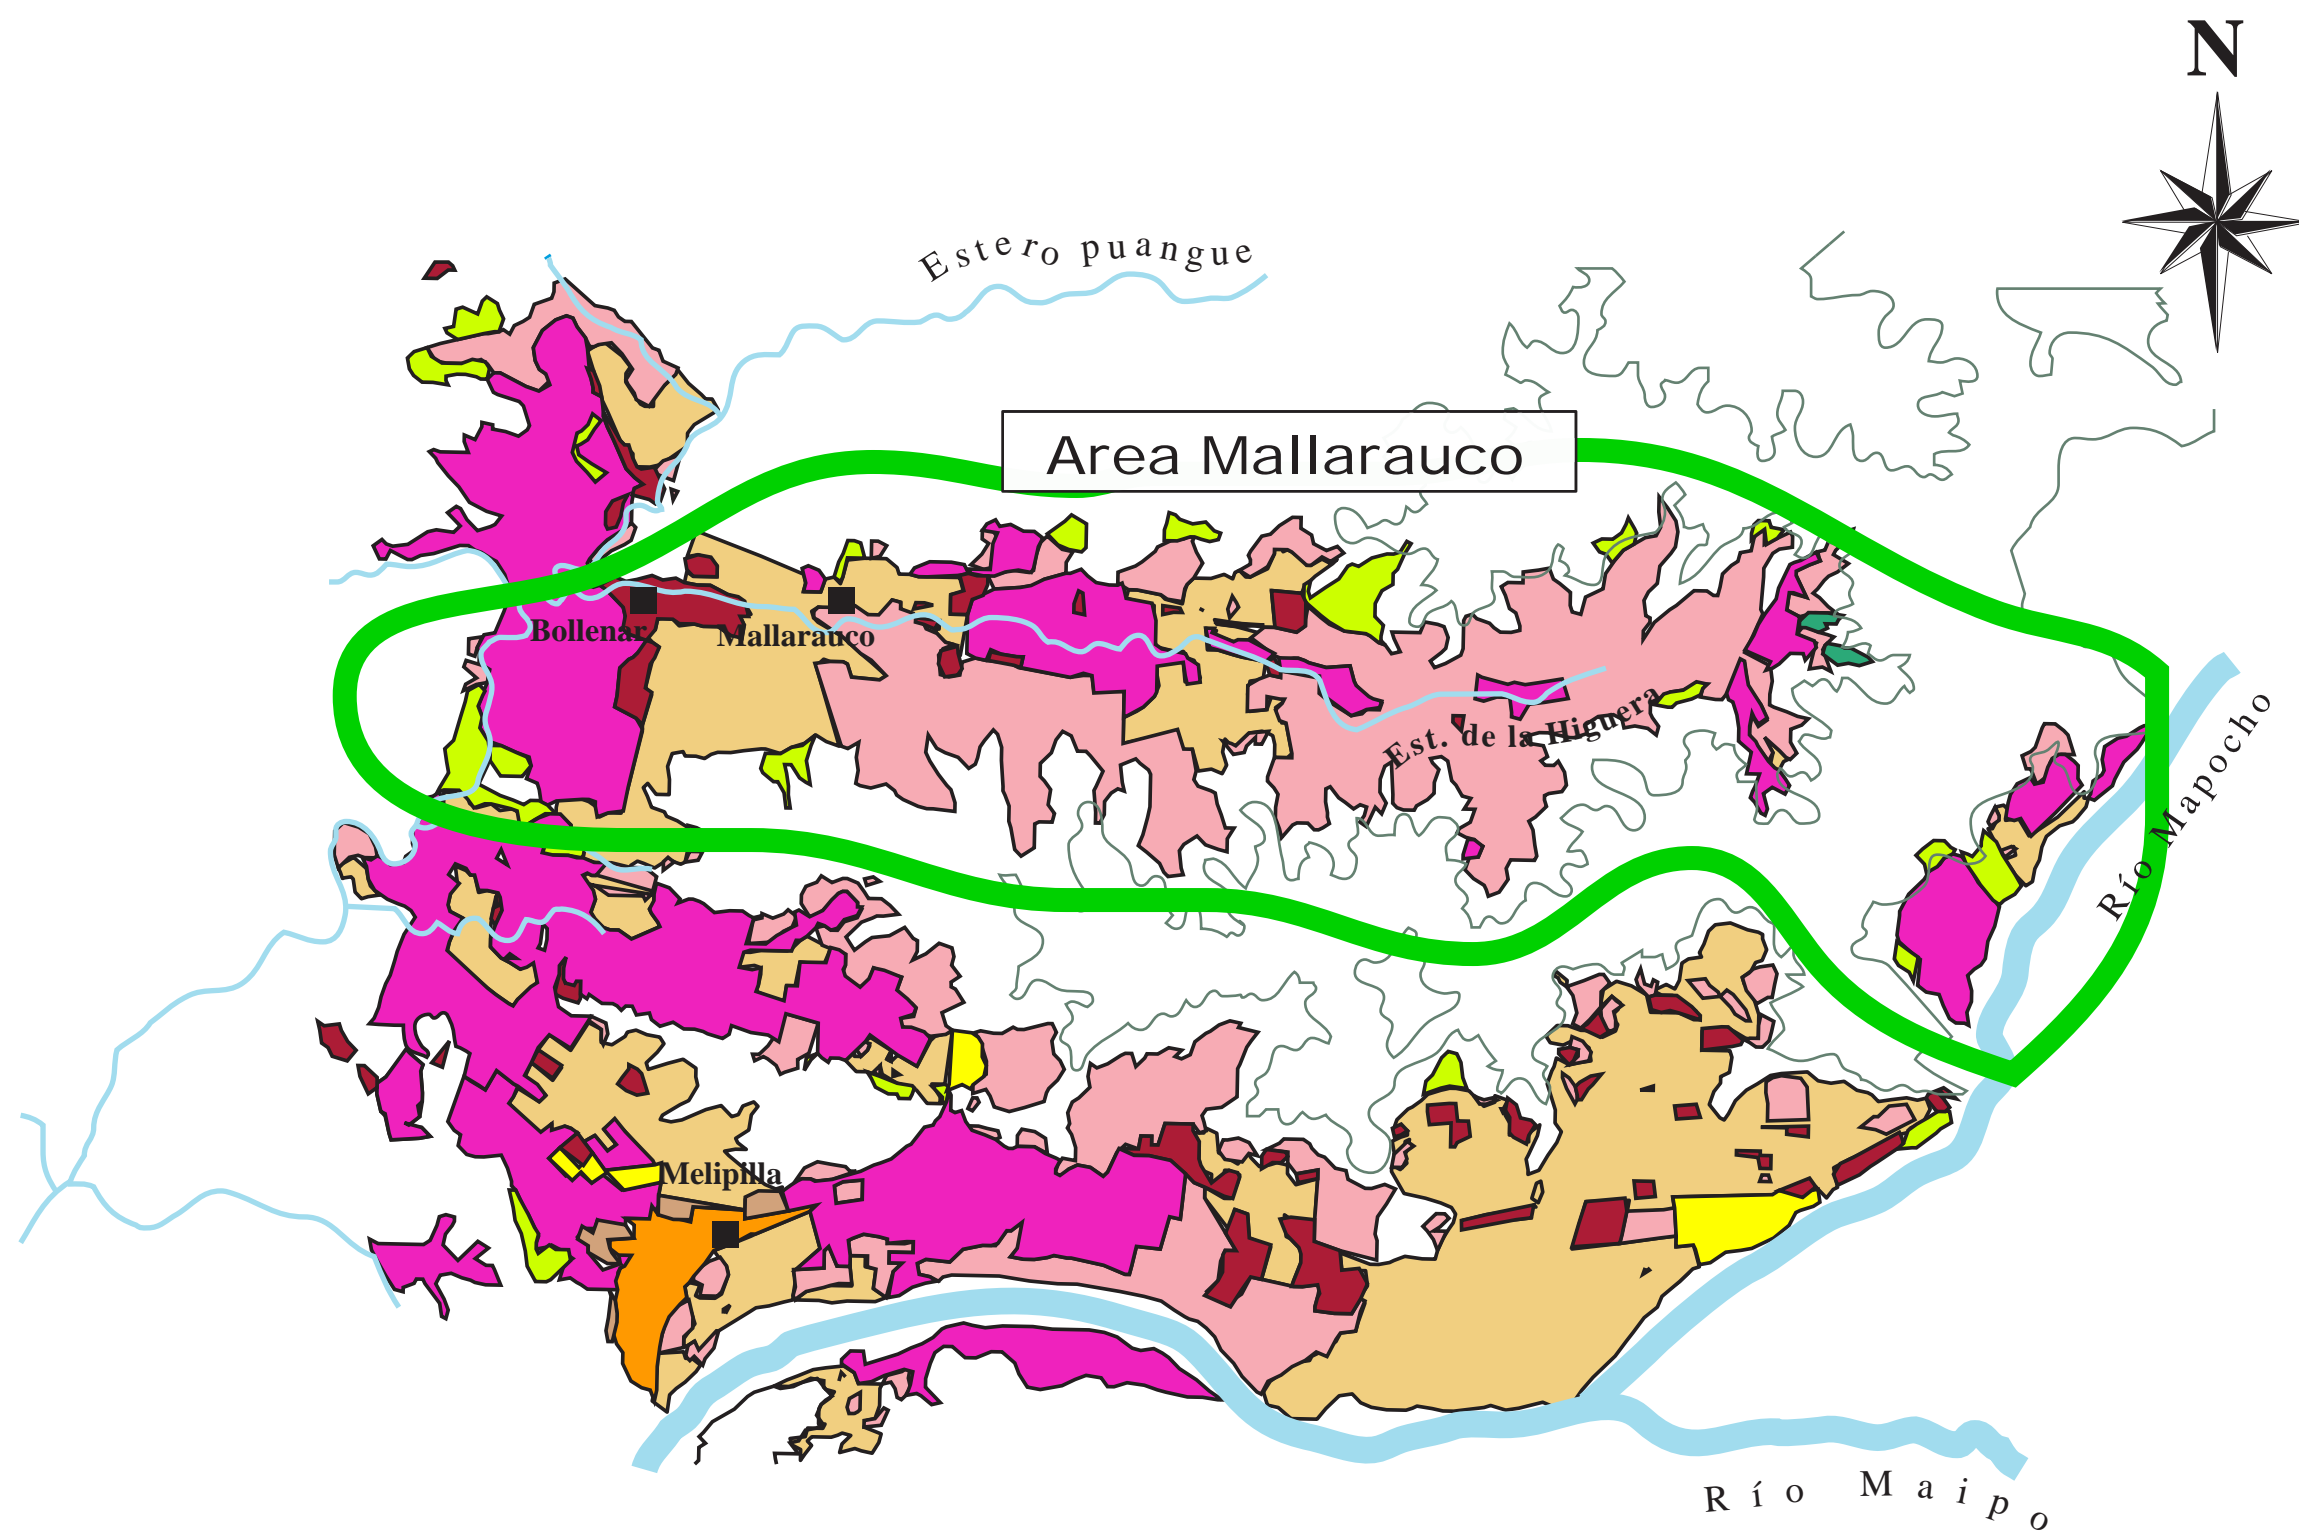 N
Estero puangue
Area Mallarauco
Bollenar
Mallarauco
Est. de la Higuera
Río Mapocho
Melipilla
Río Maipo